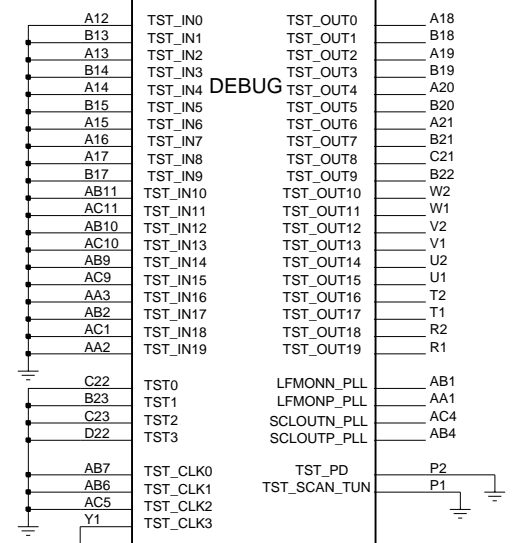 A12 TST_IN0 TST_OUT0 A18
B13 TST_IN1 TST_OUT1 B18
A13 TST_IN2 TST_OUT2 A19
B14 TST_IN3 TST_OUT3 B19
A14 TST_IN4 DEBUG TST_OUT4 A20
B15 TST_IN5 TST_OUT5 B20
A15 TST_IN6 TST_OUT6 A21
A16 TST_IN7 TST_OUT7 B21
A17 TST_IN8 TST_OUT8 C21
B17 TST_IN9 TST_OUT9 B22
AB11 TST_IN10 TST_OUT10 W2
AC11 TST_IN11 TST_OUT11 W1
AB10 TST_IN12 TST_OUT12 V2
AC10 TST_IN13 TST_OUT13 V1
AB9 TST_IN14 TST_OUT14 U2
AC9 TST_IN15 TST_OUT15 U1
AA3 TST_IN16 TST_OUT16 T2
AB2 TST_IN17 TST_OUT17 T1
AC1 TST_IN18 TST_OUT18 R2
AA2 TST_IN19 TST_OUT19 R1
C22 TST0 LFMONN_PLL AB1
B23 TST1 LFMONP_PLL AA1
C23 TST2 SCLOUTN_PLL AC4
D22 TST3 SCLOUTP_PLL AB4
AB7 TST_CLK0 TST_PD P2
AB6 TST_CLK1 TST_SCAN_TUN P1
AC5 TST_CLK2
Y1 TST_CLK3